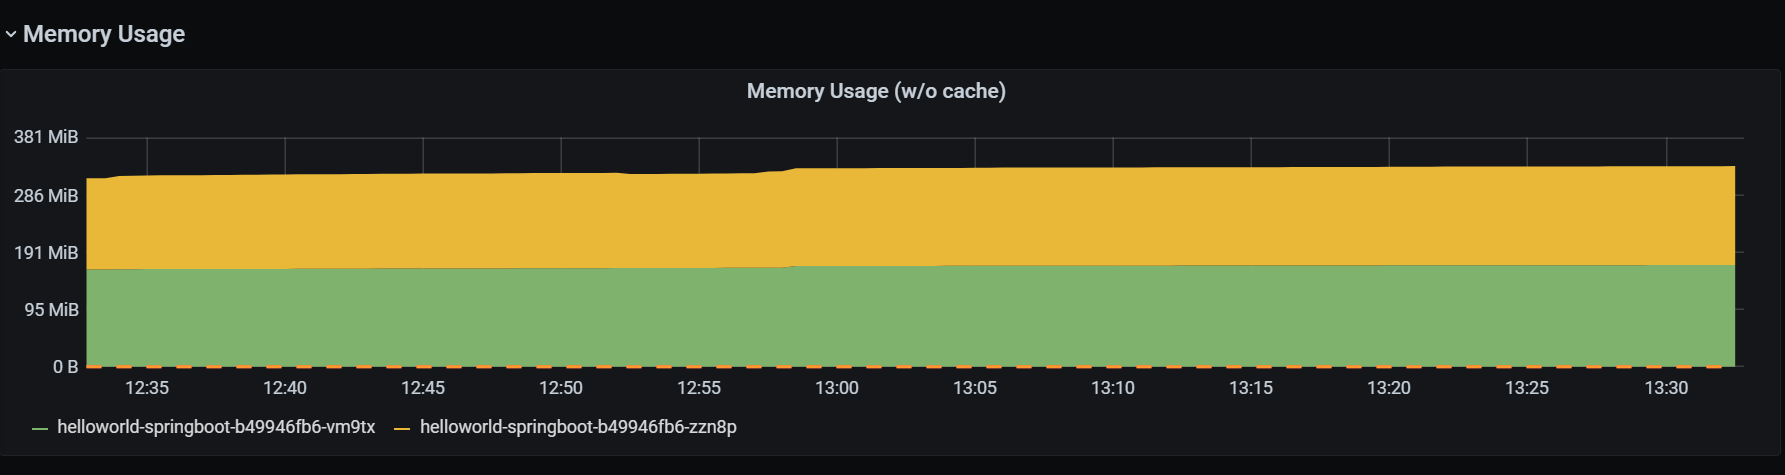 Memory Usage
Memory Usage (w/o cache)
381 MiB
286 MiB
191 MiB
95 MiB
0 B
12:35 12:40 12:45 12:50 12:55 13:00 13:05 13:10 13:15 13:20 13:25 13:30
helloworld-springboot-b49946fb6-vm9tx helloworld-springboot-b49946fb6-zzn8p